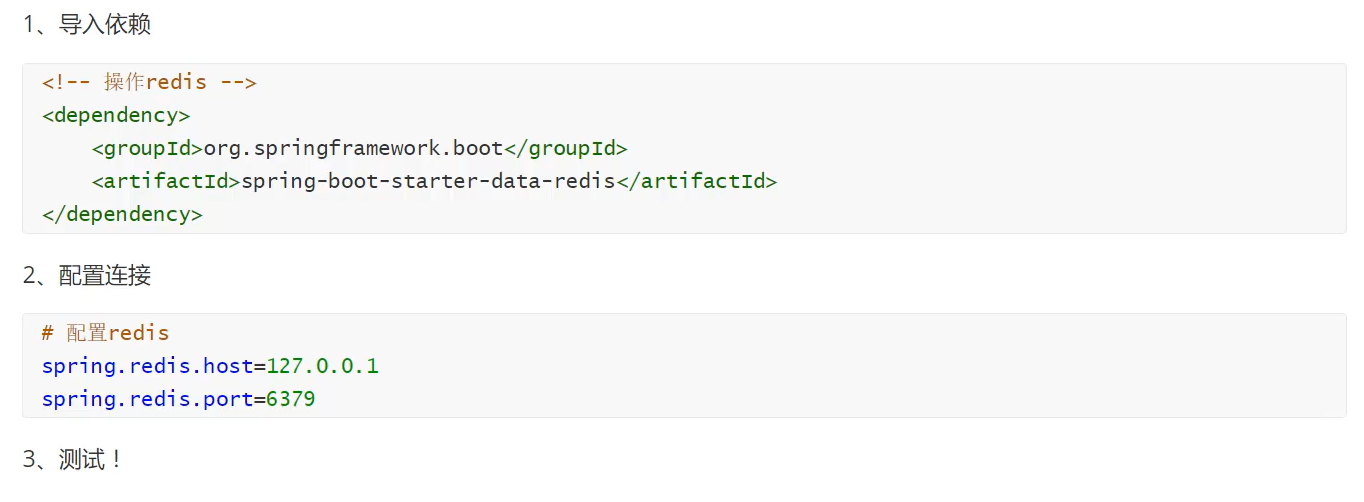 1、导入依赖
<!-- 操作redis -->
<dependency>
    <groupId>org.springframework.boot</groupId>
    <artifactId>spring-boot-starter-data-redis</artifactId>
</dependency>
2、配置连接
# 配置redis
spring.redis.host=127.0.0.1
spring.redis.port=6379
3、测试！